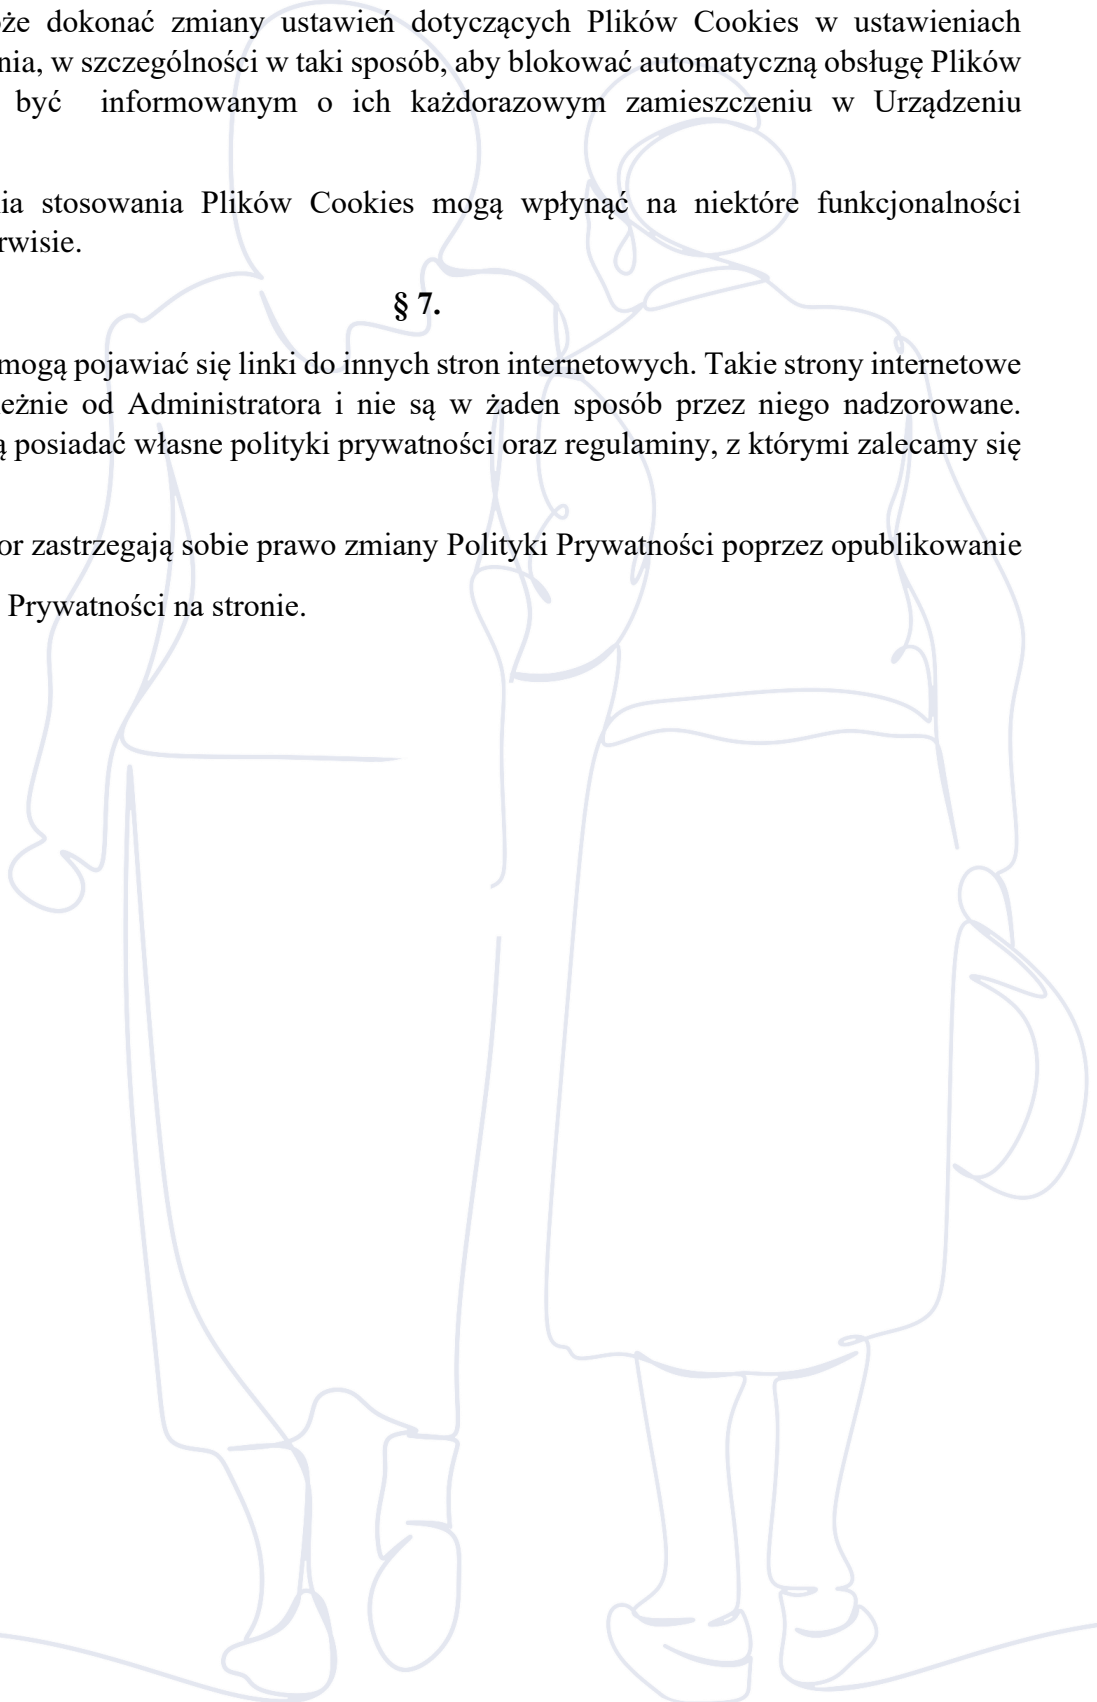 że dokonać zmiany ustawień dotyczących Plików Cookies w ustawieniach
nia, w szczególności w taki sposób, aby blokować automatyczną obsługę Plików
być informowanym o ich każdorazowym zamieszczeniu w Urządzeniu
ia stosowania Plików Cookies mogą wpłynąć na niektóre funkcjonalności
rwisie.
§ 7.
mogą pojawiać się linki do innych stron internetowych. Takie strony internetowe
eżnie od Administratora i nie są w żaden sposób przez niego nadzorowane.
ą posiadać własne polityki prywatności oraz regulaminy, z którymi zalecamy się
or zastrzegają sobie prawo zmiany Polityki Prywatności poprzez opublikowanie
Prywatności na stronie.